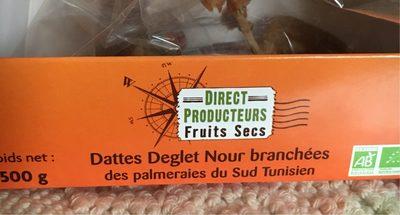 DIRECT
PRODUCTEURS
Fruits Secs
oids net :
500 g
Dattes Deglet Nour branchées
des palmeraies du Sud Tunisien
AB